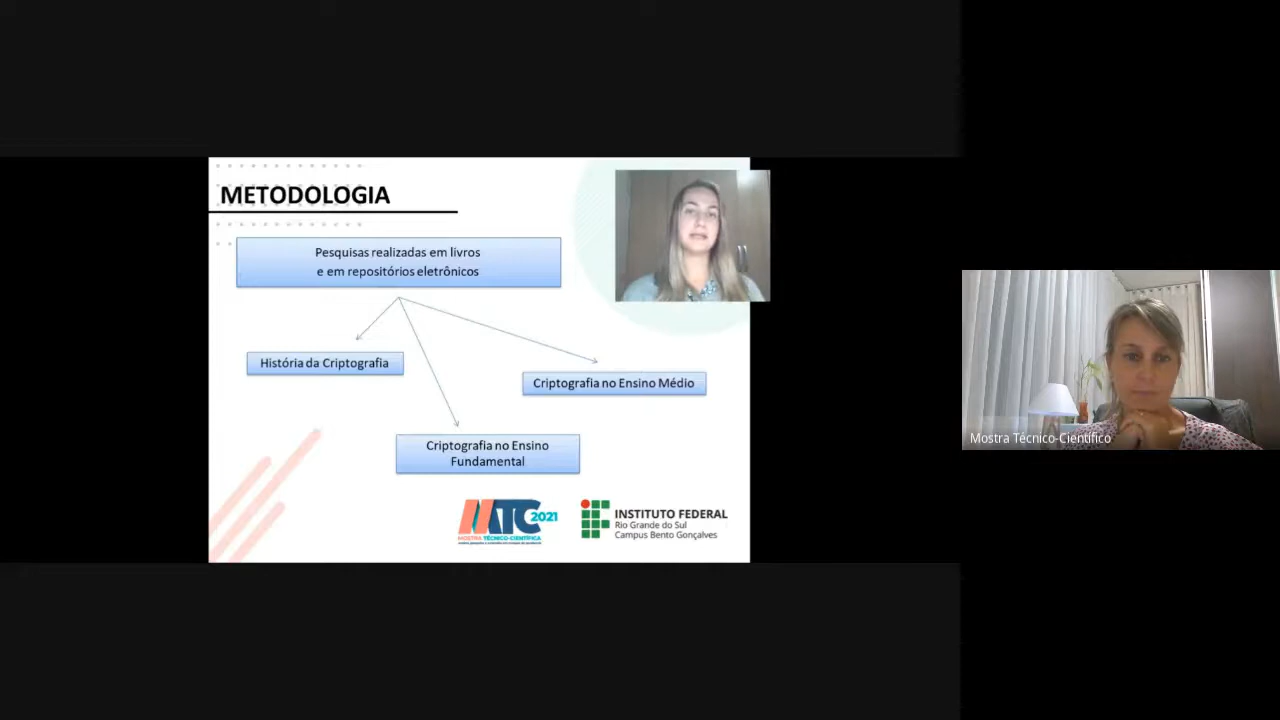 METODOLOGIA
Pesquisas realizadas em livros
e em repositórios eletrônicos
História da Criptografia
Criptografia no Ensino Médio
Criptografia no Ensino
Fundamental
MTC 2021
MOSTRA TÉCNICO-CIENTÍFICA
INSTITUTO FEDERAL
Rio Grande do Sul
Campus Bento Gonçalves
Mostra Técnico-Científico